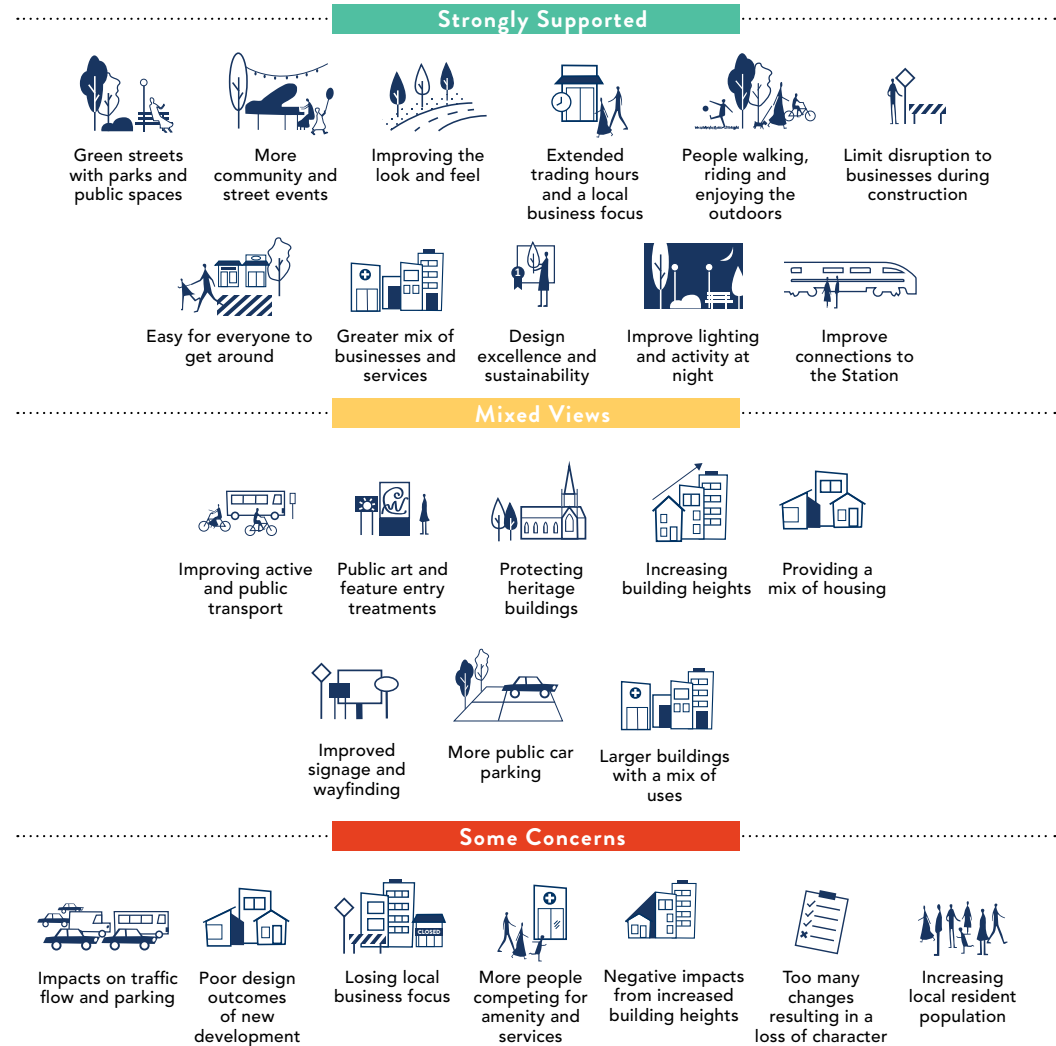 Strongly Supported
Green streets
with parks and
public spaces
More
community and
street events
Improving the
look and feel
Extended
trading hours
and a local
business focus
People walking,
riding and
enjoying the
outdoors
Limit disruption to
businesses during
construction
1
Easy for everyone to
get around
Greater mix of
businesses and
services
Design
excellence and
sustainability
Improve lighting
and activity at
night
Improve
connections to
the Station
Mixed Views
Improving active
and public
transport
Public art and
feature entry
treatments
Protecting
heritage
buildings
Increasing
building heights
Providing a
mix of housing
Improved
signage and
wayfinding
More public car
parking
Larger buildings
with a mix of
uses
Some Concerns
CLOSED
Impacts on traffic
flow and parking
Poor design
outcomes
of new
development
Losing local
business focus
More people
competing for
amenity and
services
Negative impacts
from increased
building heights
Too many
changes
resulting in a
loss of character
Increasing
local resident
population